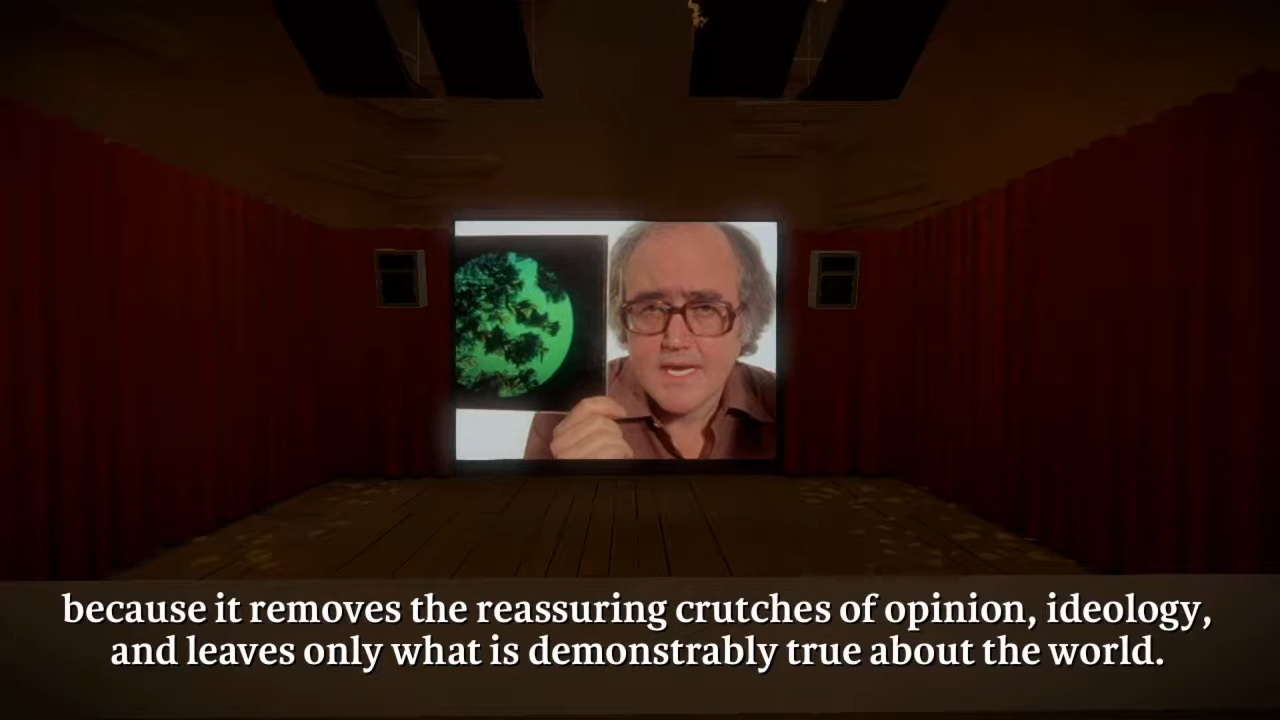 because it removes the reassuring crutches of opinion, ideology,
and leaves only what is demonstrably true about the world.